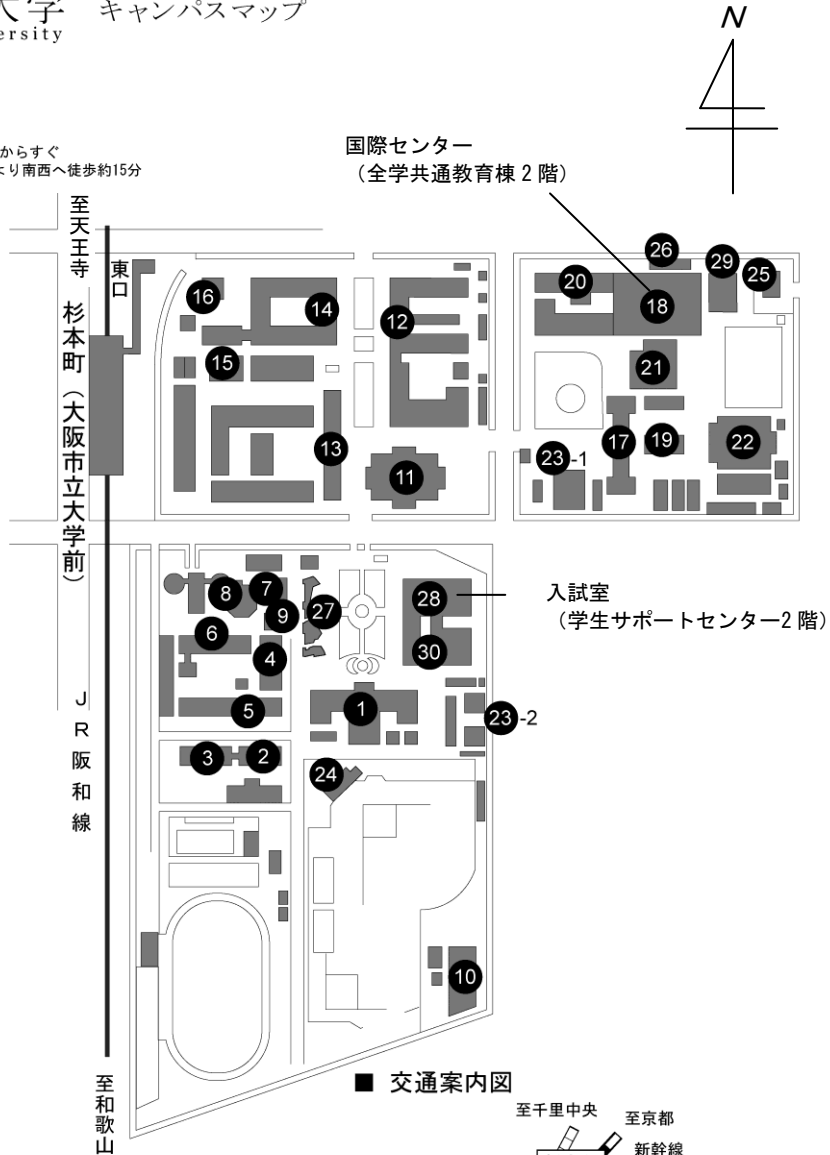 大学 キャンパスマップ
ersity
N
からすぐ
より南西へ徒歩約15分
国際センター
（全学共通教育棟2階）
至天王寺
東口
杉本町（大阪市立大学前）
26
29
25
20
18
16
14
12
15
21
13
11
17
19
22
23-1
8
7
9
27
28
入試室
（学生サポートセンター2階）
6
4
30
5
1
23-2
JR阪和線
3
2
24
10
至和歌山
■ 交通案内図
至千里中央
至京都
新幹線